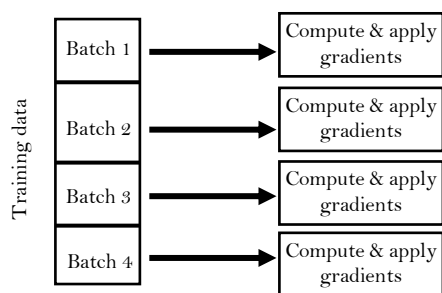 Training data
Batch 1
Compute & apply
gradients
Batch 2
Compute & apply
gradients
Batch 3
Compute & apply
gradients
Batch 4
Compute & apply
gradients